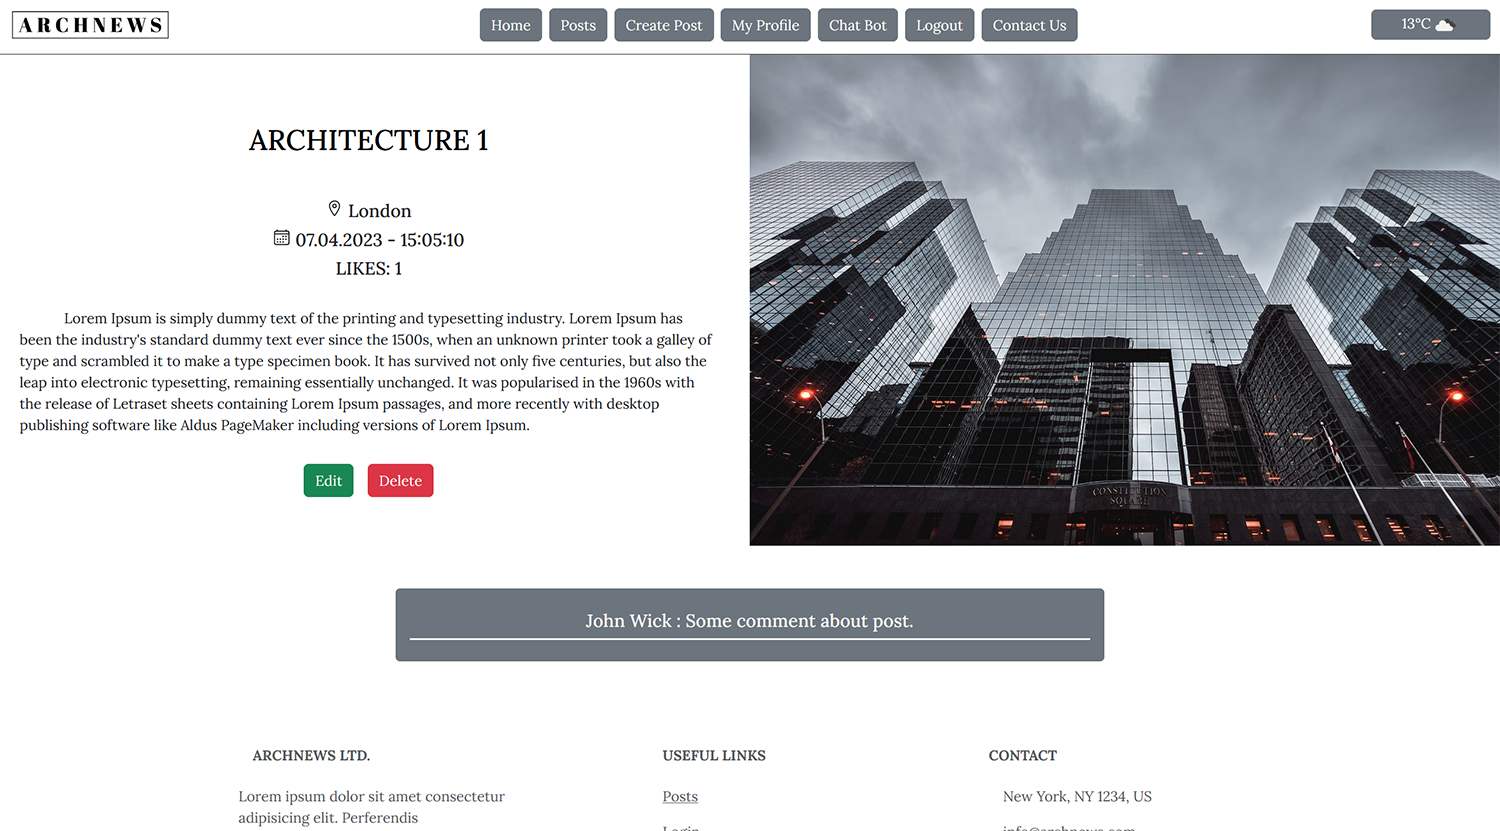 ARCHNEWS
Home Posts Create Post My Profile Chat Bot Logout Contact Us
13°C
ARCHITECTURE 1
London
07.04.2023 - 15:05:10
LIKES: 1
Lorem Ipsum is simply dummy text of the printing and typesetting industry. Lorem Ipsum has
been the industry's standard dummy text ever since the 1500s, when an unknown printer took a galley of
type and scrambled it to make a type specimen book. It has survived not only five centuries, but also the
leap into electronic typesetting, remaining essentially unchanged. It was popularised in the 1960s with
the release of Letraset sheets containing Lorem Ipsum passages, and more recently with desktop
publishing software like Aldus PageMaker including versions of Lorem Ipsum.
Edit Delete
CONSTITUTION
SQUARE
John Wick : Some comment about post.
ARCHNEWS LTD.
Lorem ipsum dolor sit amet consectetur
adipisicing elit. Perferendis
USEFUL LINKS
Posts
Login
CONTACT
New York, NY 1234, US
info@archnews.com